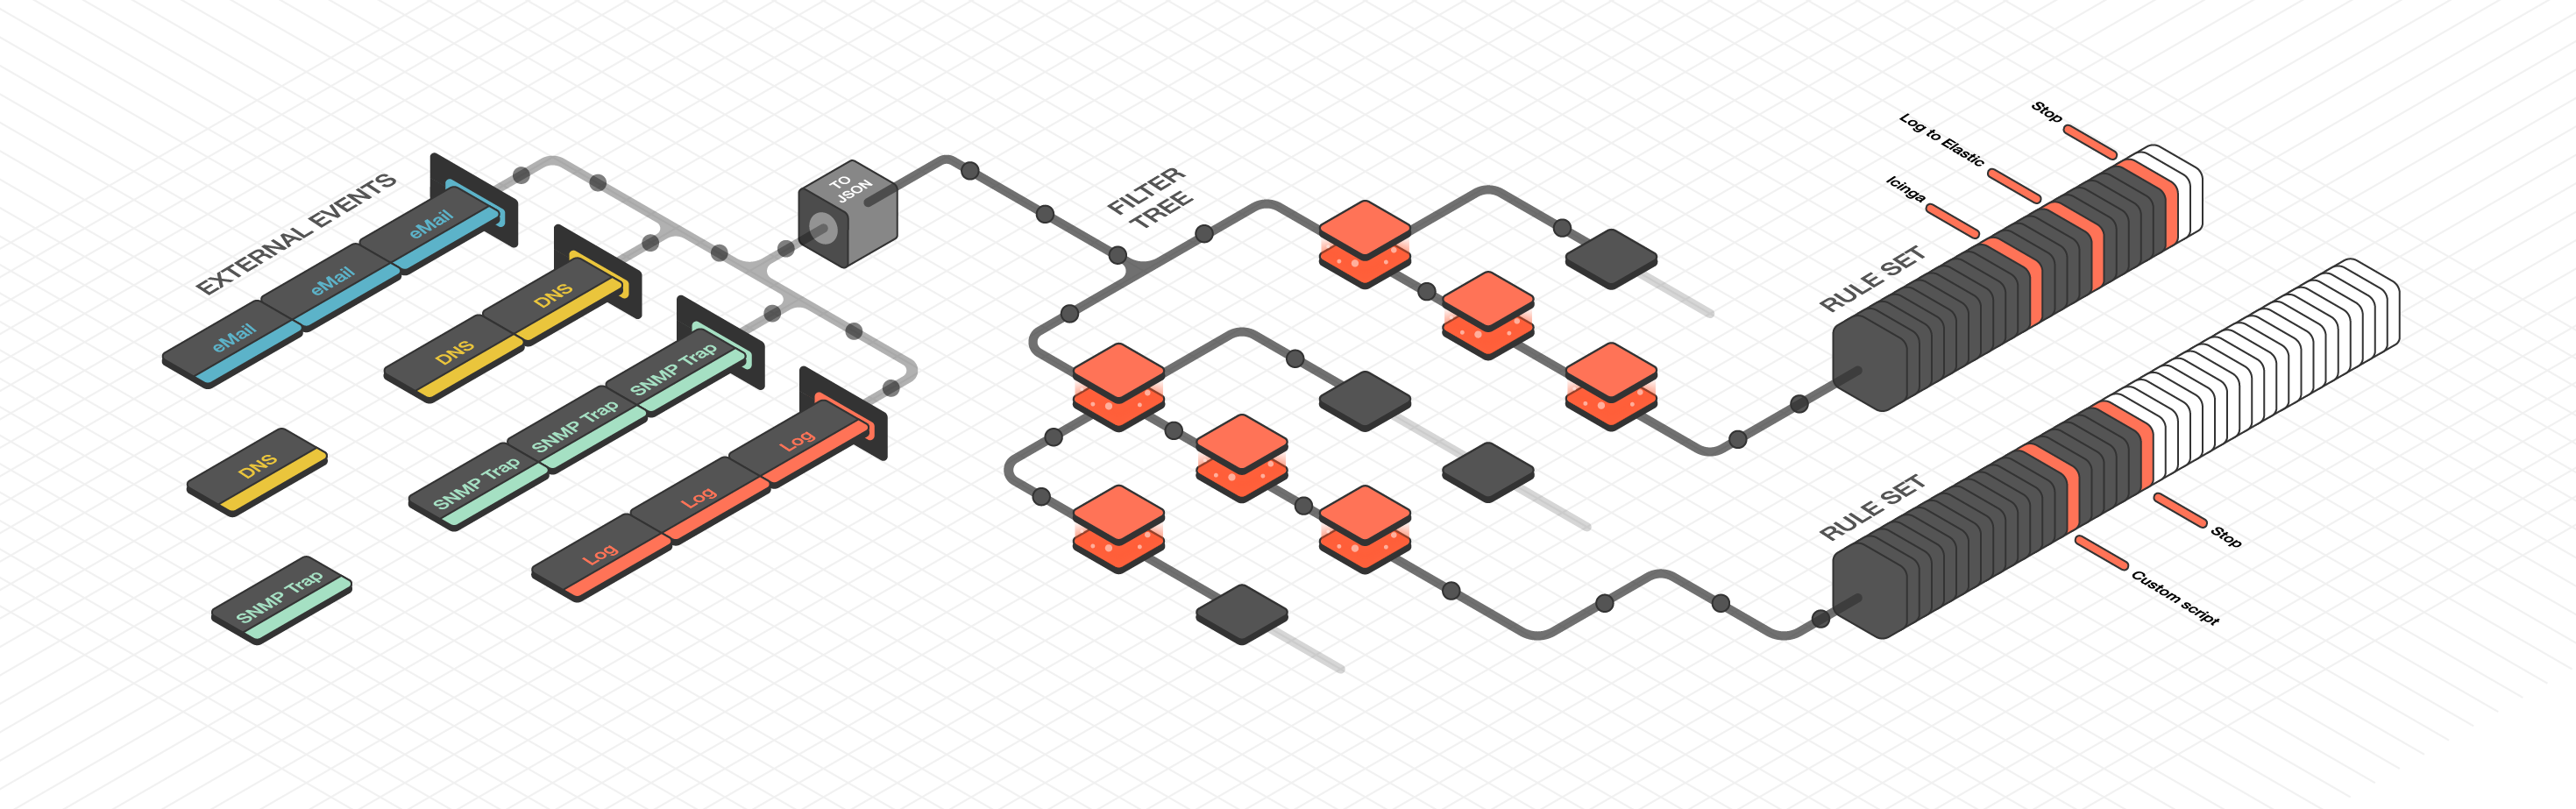 EXTERNAL EVENTS
eMail
eMail
eMail
DNS
DNS
DNS
SNMP Trap
SNMP Trap
SNMP Trap
SNMP Trap
Log
Log
Log
TO
JSON
FILTER
TREE
RULE SET
Icinga
Log to Elastic
Stop
RULE SET
Stop
Custom script